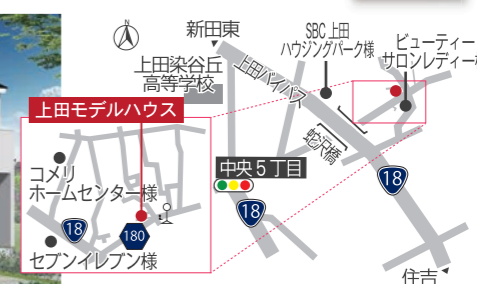 N
新田東
SBC 上田
ハウジングパーク様
ビューティー
サロンレディー様
上田染谷丘
高等学校
上田バイパス
上田モデルハウス
蛇沢橋
コメリ
ホームセンター様
中央5丁目
18
18
18
180
セブンイレブン様
住吉